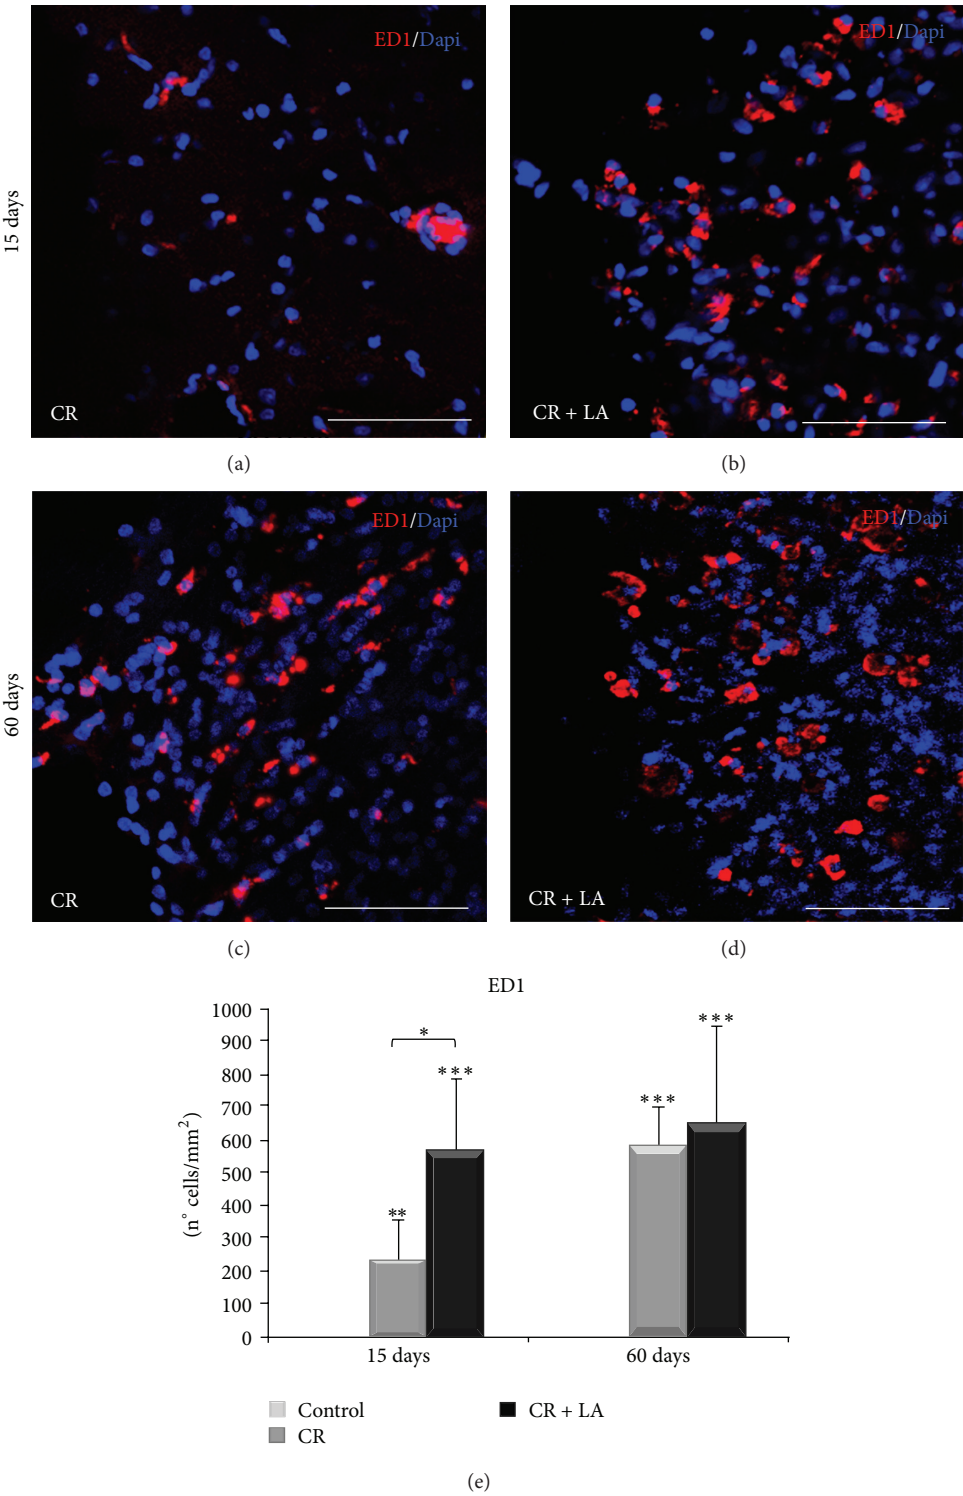 ED1/Dapi
ED1/Dapi
15 days
CR
CR + LA
(a)
(b)
ED1/Dapi
ED1/Dapi
60 days
CR
CR + LA
(c)
(d)
ED1
1000
900
800
700
600
500
400
300
200
100
0
(n° cells/mm²)
*
***
**
***
***
15 days
60 days
Control
CR
CR + LA
(e)